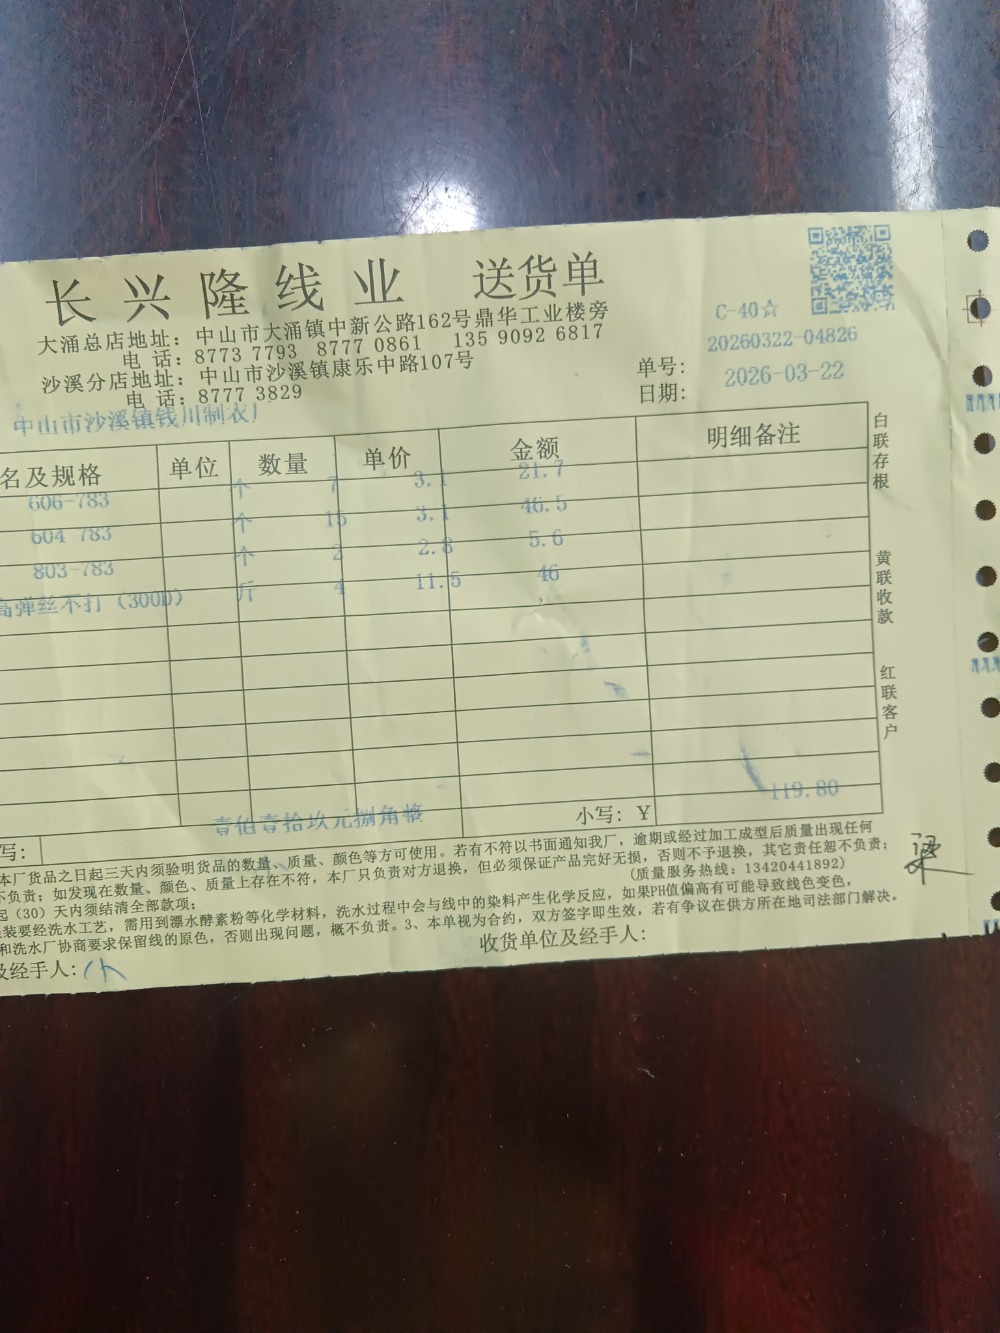 长兴隆线业 送货单
C-40☆
大涌总店地址：中山市大涌镇中新公路162号鼎华工业楼旁
电 话：8773 7793 8777 0861 135 9092 6817
沙溪分店地址：中山市沙溪镇康乐中路107号
电 话：8777 3829
单号：20260322-04826
日期：2026-03-22
中山市沙溪镇钱川制衣厂
名及规格 单位 数量 单价 金额 明细备注
606-783 个 7 3.1 21.7
604 783 个 15 3.1 46.5
803-783 个 2 2.8 5.6
高弹丝不打（300D） 斤 4 11.5 46
写： 壹佰壹拾玖元捌角整 小写：￥ 119.80
本厂货品之日起三天内须验明货品的数量、质量、颜色等方可使用。若有不符以书面通知我厂，逾期或经过加工成型后质量出现任何
不负责；如发现在数量、颜色、质量上存在不符，本厂只负责对方退换，但必须保证产品完好无损，否则不予退换，其它责任恕不负责；
起（30）天内须结清全部款项；（质量服务热线：13420441892）
装要经洗水工艺，需用到漂水酵素粉等化学材料，洗水过程中会与线中的染料产生化学反应，如果PH值偏高有可能导致线色变色，
和洗水厂协商要求保留线的原色，否则出现问题，概不负责。3、本单视为合约，双方签字即生效，若有争议在供方所在地司法部门解决。
及经手人： 收货单位及经手人：
白联存根
黄联收款
红联客户